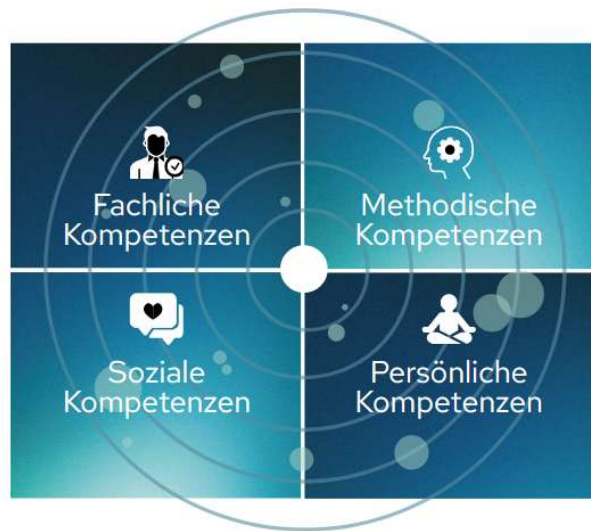 Fachliche
Kompetenzen
Methodische
Kompetenzen
Soziale
Kompetenzen
Persönliche
Kompetenzen